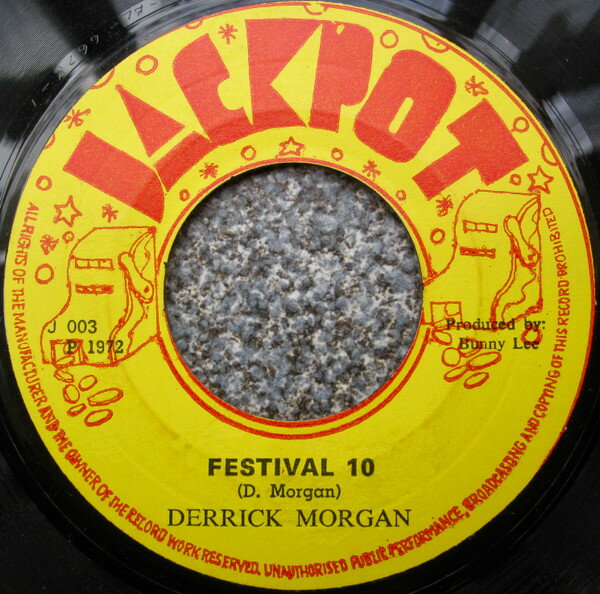 JACKPOT
J 003
P 1972
Produced by:
Bunny Lee
FESTIVAL 10
(D. Morgan)
DERRICK MORGAN
ALL RIGHTS OF THE MANUFACTURER AND THE OWNER OF THE RECORD WORK RESERVED. UNAUTHORISED PUBLIC PERFORMANCE, BROADCASTING AND COPYING OF THIS RECORD PROHIBITED